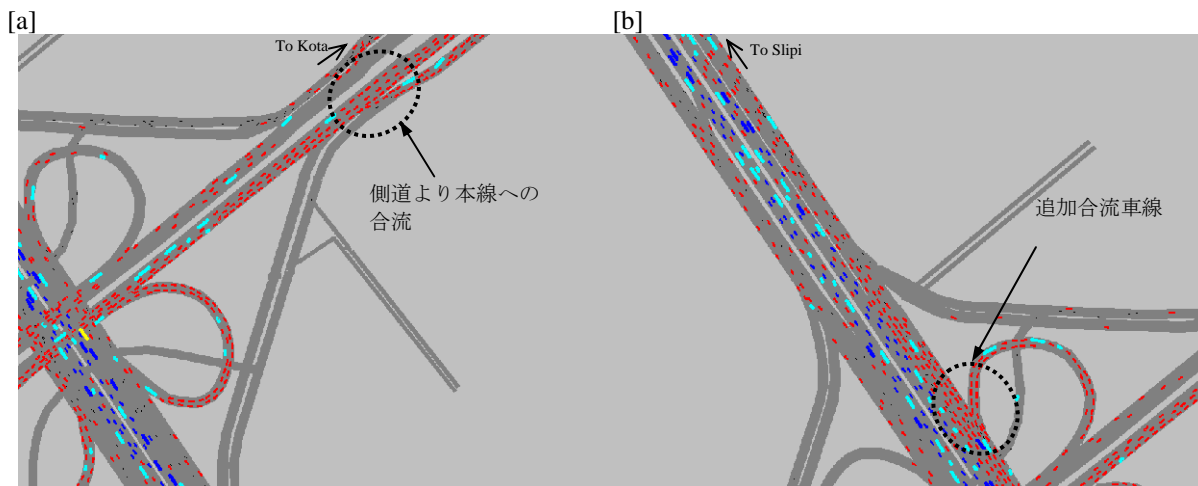 [a]
[b]
To Kota
To Slipi
側道より本線への
合流
追加合流車線